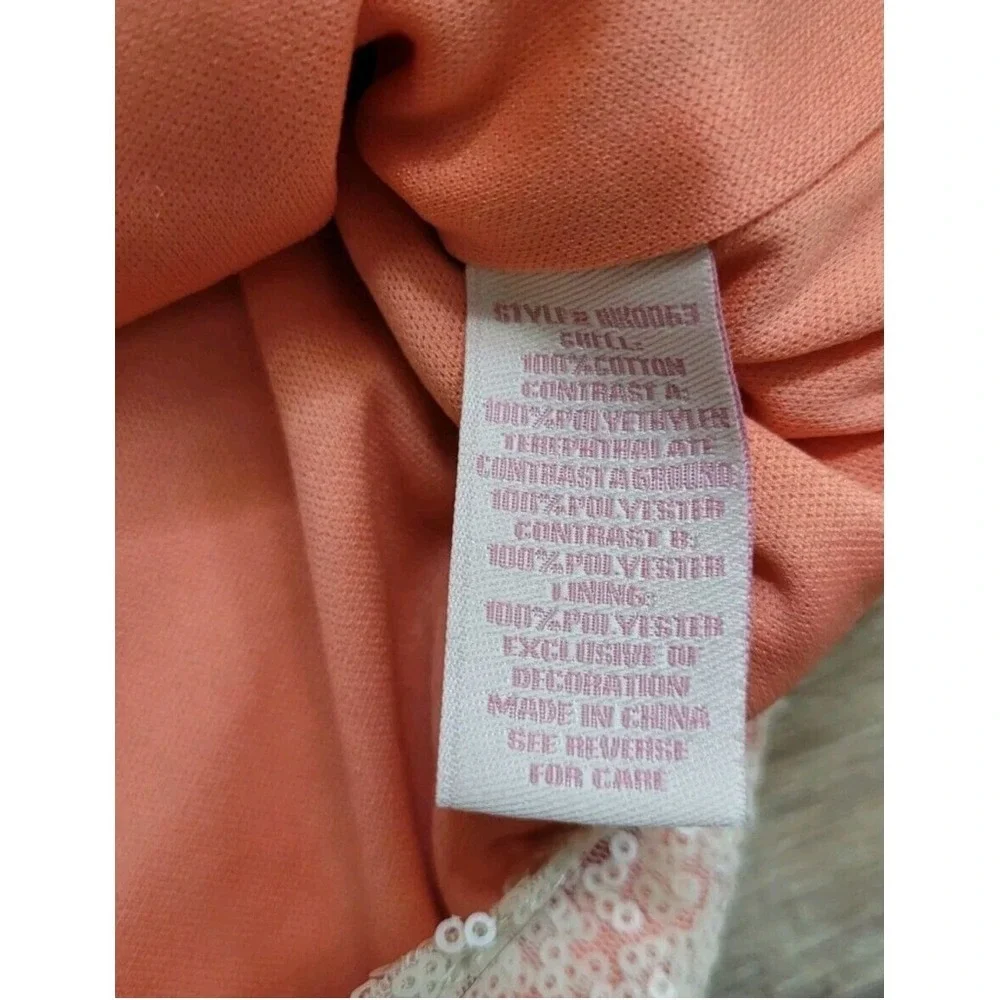 STYLE# NK0063
SHELL:
100%COTTON
CONTRAST A:
100%POLYETHYLEN
TEREPHTHALATE
CONTRAST A GROUND
100%POLYESTER
CONTRAST B:
100%POLYESTER
LINING:
100%POLYESTER
EXCLUSIVE OF
DECORATION
MADE IN CHINA
SEE REVERSE
FOR CARE